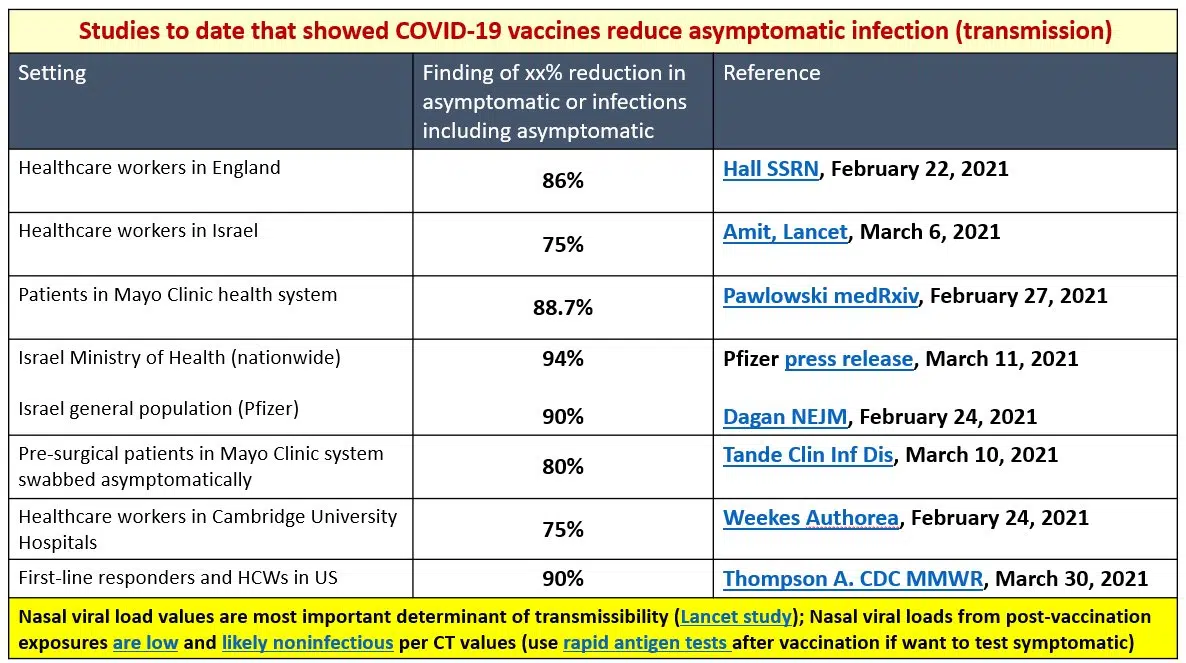 Studies to date that showed COVID-19 vaccines reduce asymptomatic infection (transmission)
Setting
Finding of xx% reduction in
asymptomatic or infections
including asymptomatic
Reference
Healthcare workers in England
86%
Hall SSRN, February 22, 2021
Healthcare workers in Israel
75%
Amit, Lancet, March 6, 2021
Patients in Mayo Clinic health system
88.7%
Pawlowski medRxiv, February 27, 2021
Israel Ministry of Health (nationwide)
94%
Pfizer press release, March 11, 2021
Israel general population (Pfizer)
90%
Dagan NEJM, February 24, 2021
Pre-surgical patients in Mayo Clinic system
swabbed asymptomatically
80%
Tande Clin Inf Dis, March 10, 2021
Healthcare workers in Cambridge University
Hospitals
75%
Weekes Authorea, February 24, 2021
First-line responders and HCWs in US
90%
Thompson A. CDC MMWR, March 30, 2021
Nasal viral load values are most important determinant of transmissibility (Lancet study); Nasal viral loads from post-vaccination
exposures are low and likely noninfectious per CT values (use rapid antigen tests after vaccination if want to test symptomatic)